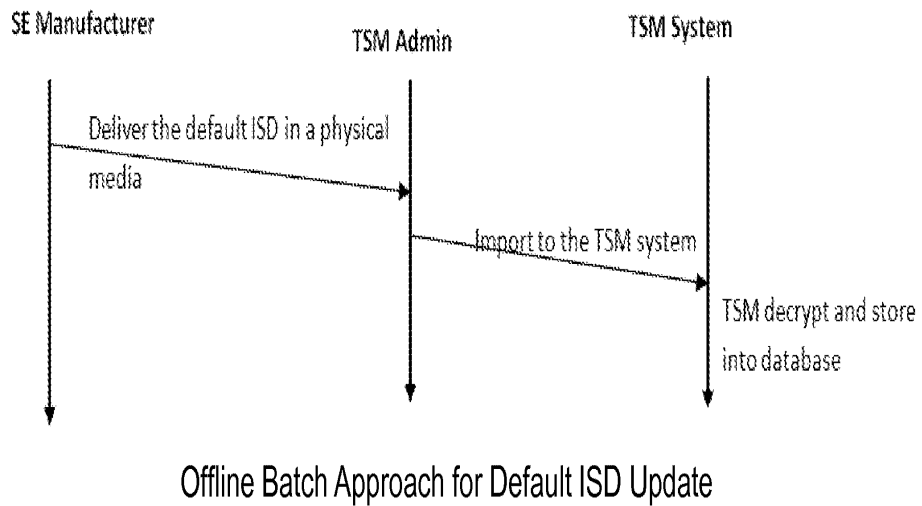 SE Manufacturer
TSM Admin
TSM System
Deliver the default ISD in a physical
media
Import to the TSM system
TSM decrypt and store
into database
Offline Batch Approach for Default ISD Update